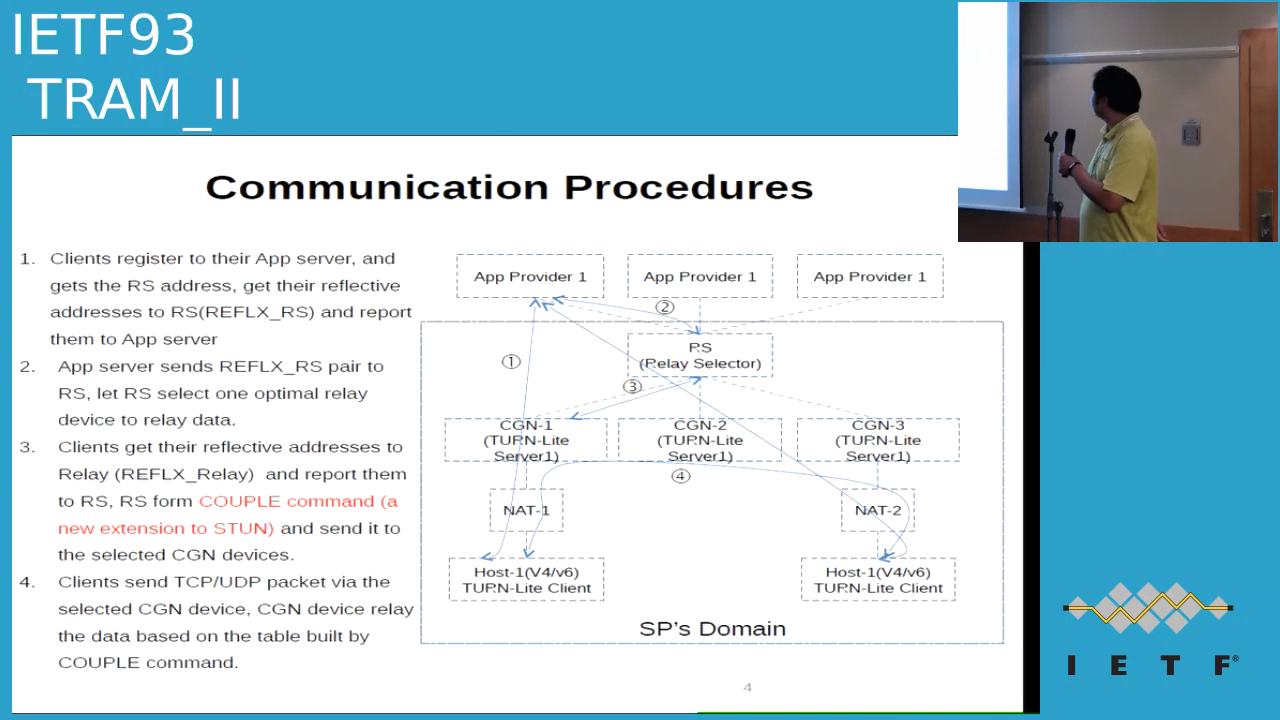 IETF93
TRAM_II
Communication Procedures
1. Clients register to their App server, and
gets the RS address, get their reflective
addresses to RS(REFLX_RS) and report
them to App server
2. App server sends REFLX_RS pair to
RS, let RS select one optimal relay
device to relay data.
3. Clients get their reflective addresses to
Relay (REFLX_Relay) and report them
to RS, RS form COUPLE command (a
new extension to STUN) and send it to
the selected CGN devices.
4. Clients send TCP/UDP packet via the
selected CGN device, CGN device relay
the data based on the table built by
COUPLE command.
App Provider 1
App Provider 1
App Provider 1
②
RS
(Relay Selector)
①
③
CGN-1
(TURN-Lite
Server1)
CGN-2
(TURN-Lite
Server1)
CGN-3
(TURN-Lite
Server1)
④
NAT-1
NAT-2
Host-1(V4/v6)
TURN-Lite Client
Host-1(V4/v6)
TURN-Lite Client
SP's Domain
4
I E T F®